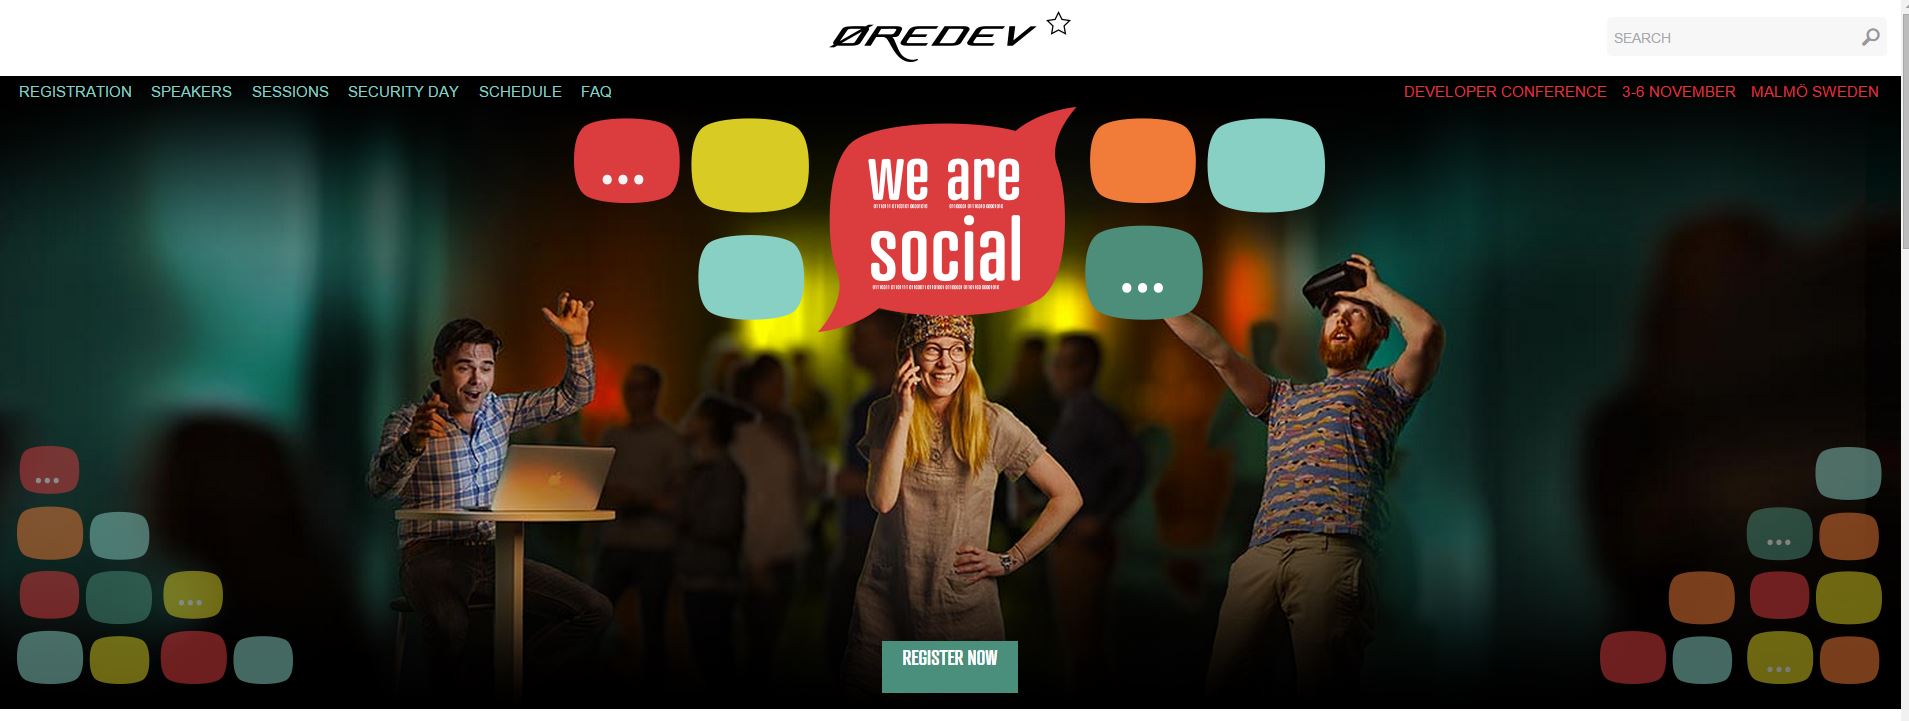 ØREDEV
SEARCH
REGISTRATION SPEAKERS SESSIONS SECURITY DAY SCHEDULE FAQ
DEVELOPER CONFERENCE 3-6 NOVEMBER MALMÖ SWEDEN
we are
social
...
...
...
...
...
...
REGISTER NOW